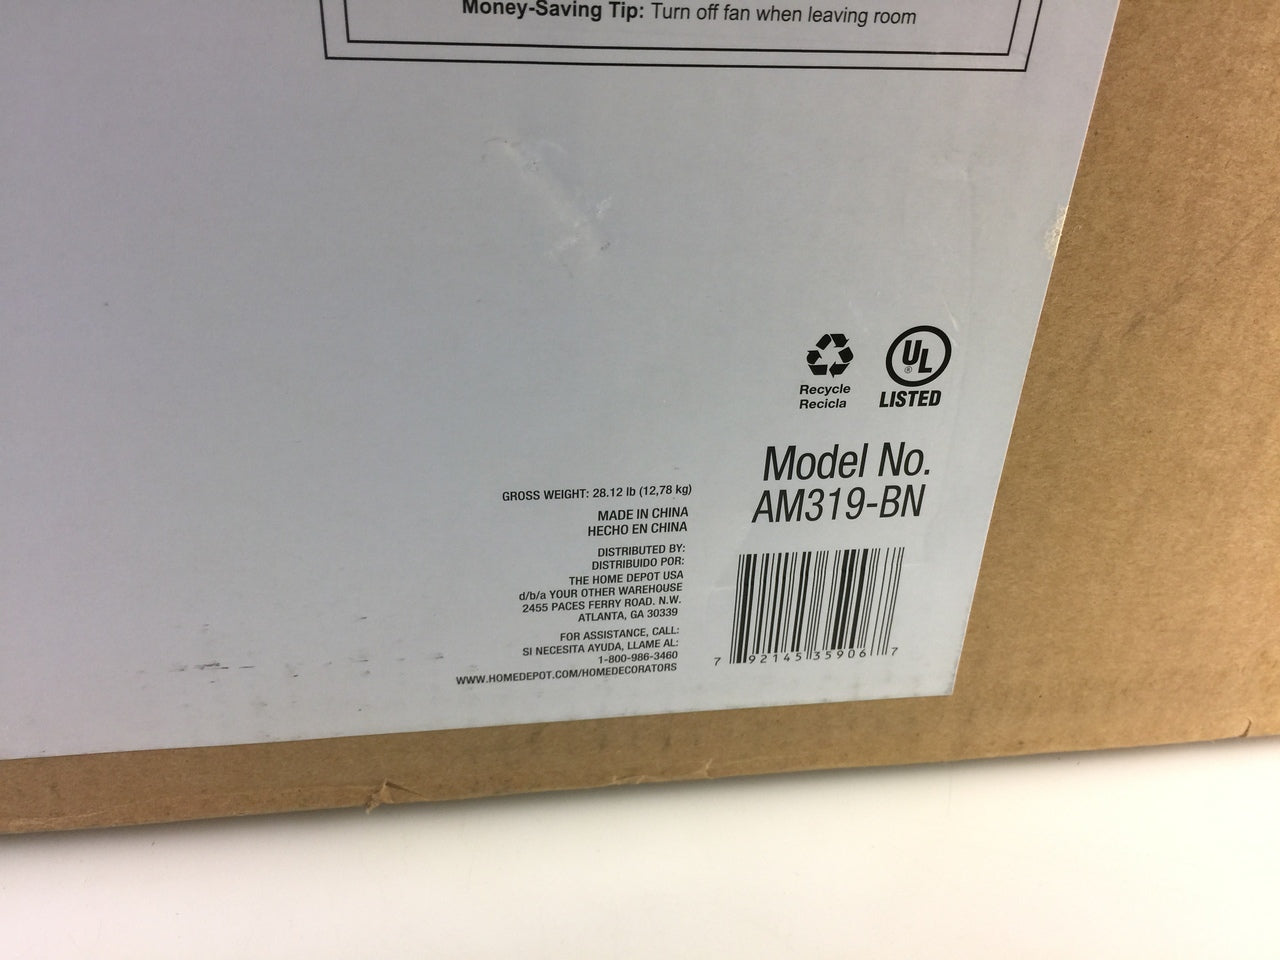 Money-Saving Tip: Turn off fan when leaving room
Recycle
Recicla
UL
®
LISTED
Model No.
AM319-BN
GROSS WEIGHT: 28.12 lb (12,78 kg)
MADE IN CHINA
HECHO EN CHINA
DISTRIBUTED BY:
DISTRIBUIDO POR:
THE HOME DEPOT USA
d/b/a YOUR OTHER WAREHOUSE
2455 PACES FERRY ROAD. N.W.
ATLANTA, GA 30339
FOR ASSISTANCE, CALL:
SI NECESITA AYUDA, LLAME AL:
1-800-986-3460
WWW.HOMEDEPOT.COM/HOMEDECORATORS
7 92145 35906 7